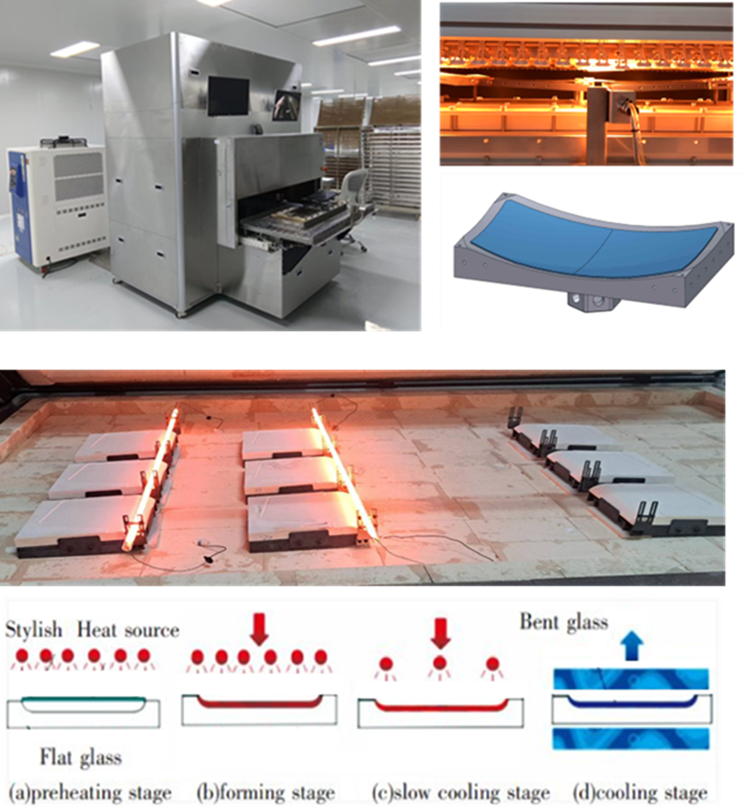 Stylish Heat source
Bent glass
Flat glass
(a)preheating stage
(b)forming stage
(c)slow cooling stage
(d)cooling stage